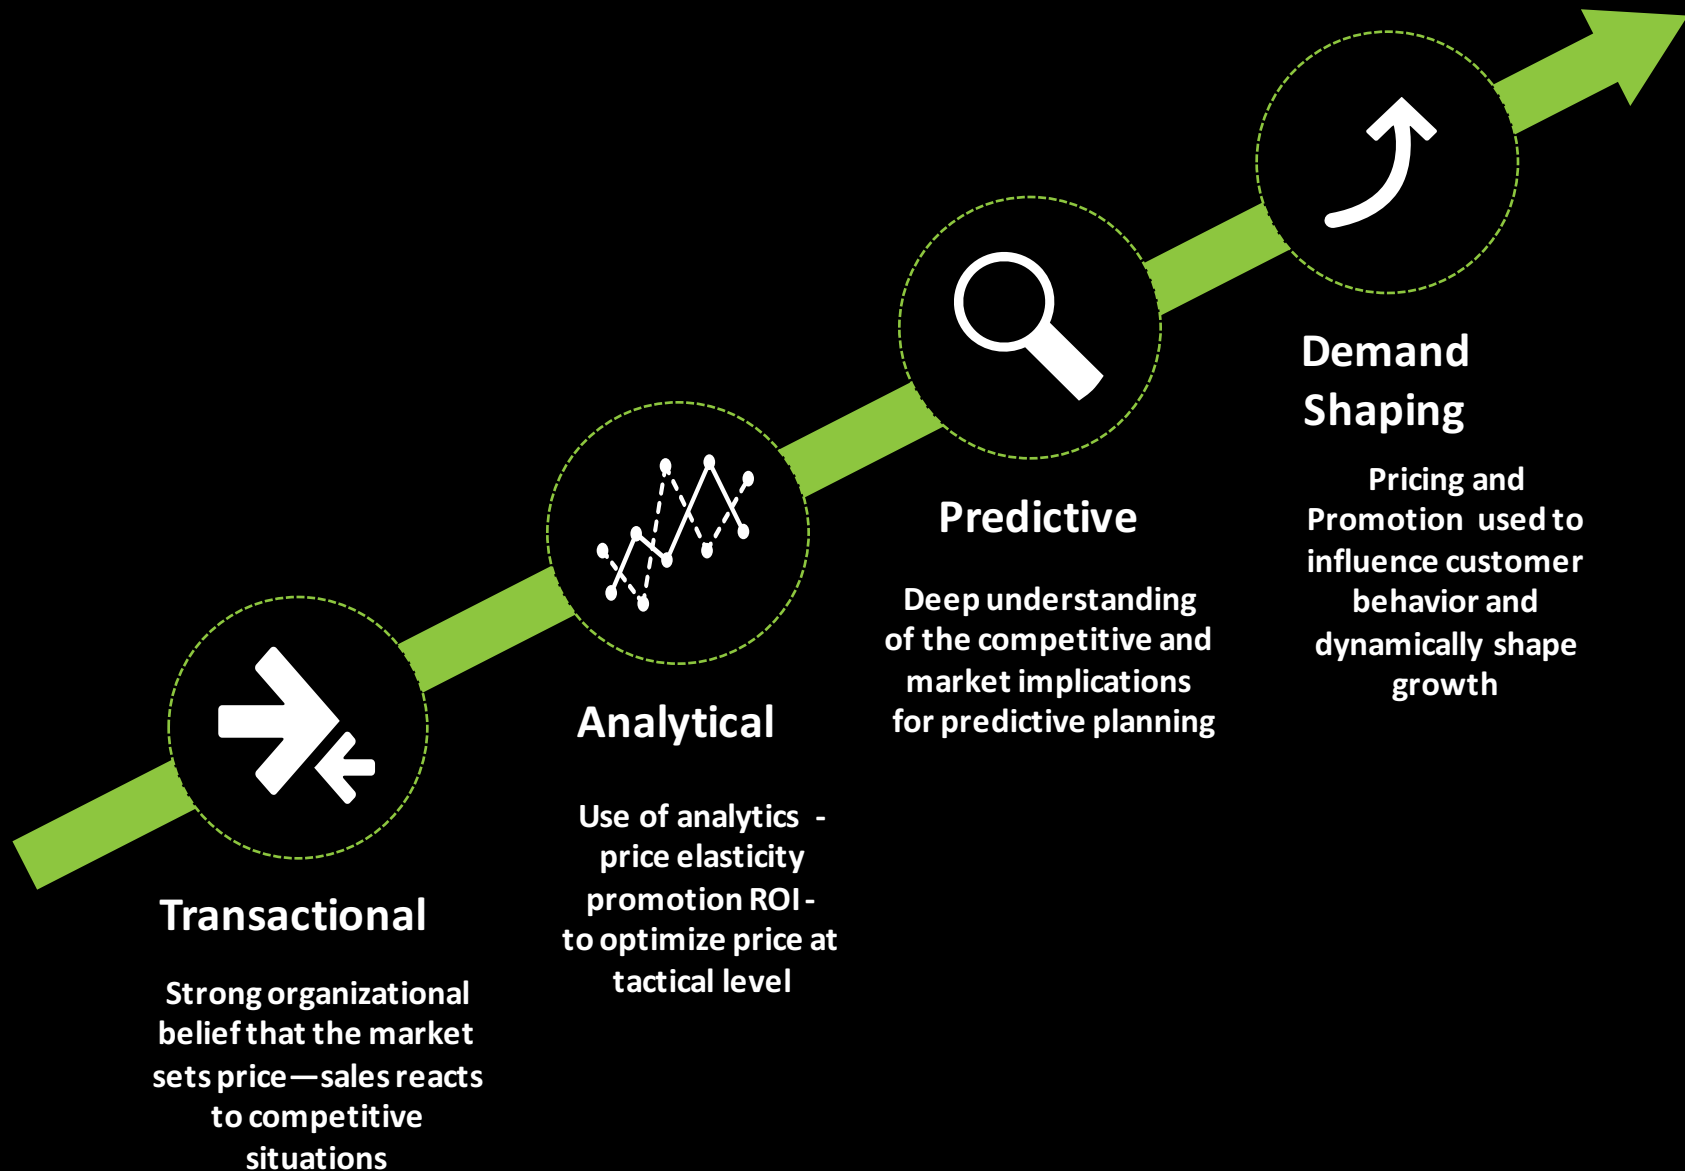 Transactional
Strong organizational
belief that the market
sets price—sales reacts
to competitive
situations
Analytical
Use of analytics -
price elasticity
promotion ROI -
to optimize price at
tactical level
Predictive
Deep understanding
of the competitive and
market implications
for predictive planning
Demand
Shaping
Pricing and
Promotion used to
influence customer
behavior and
dynamically shape
growth